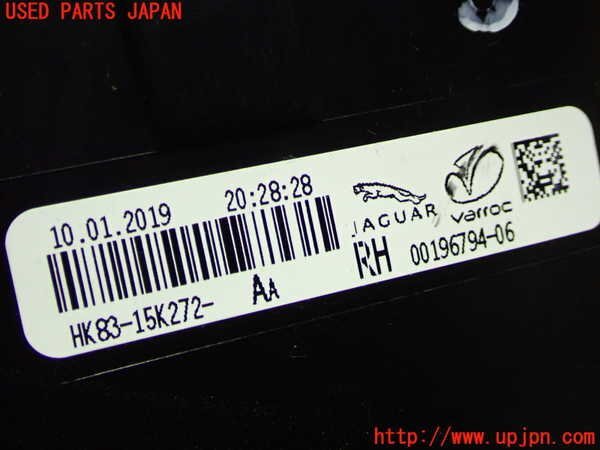 USED PARTS JAPAN
10.01.2019 20:28:28
JAGUAR varroc
RH 00196794-06
HK83-15K272- AA
http://www.upjpn.com/